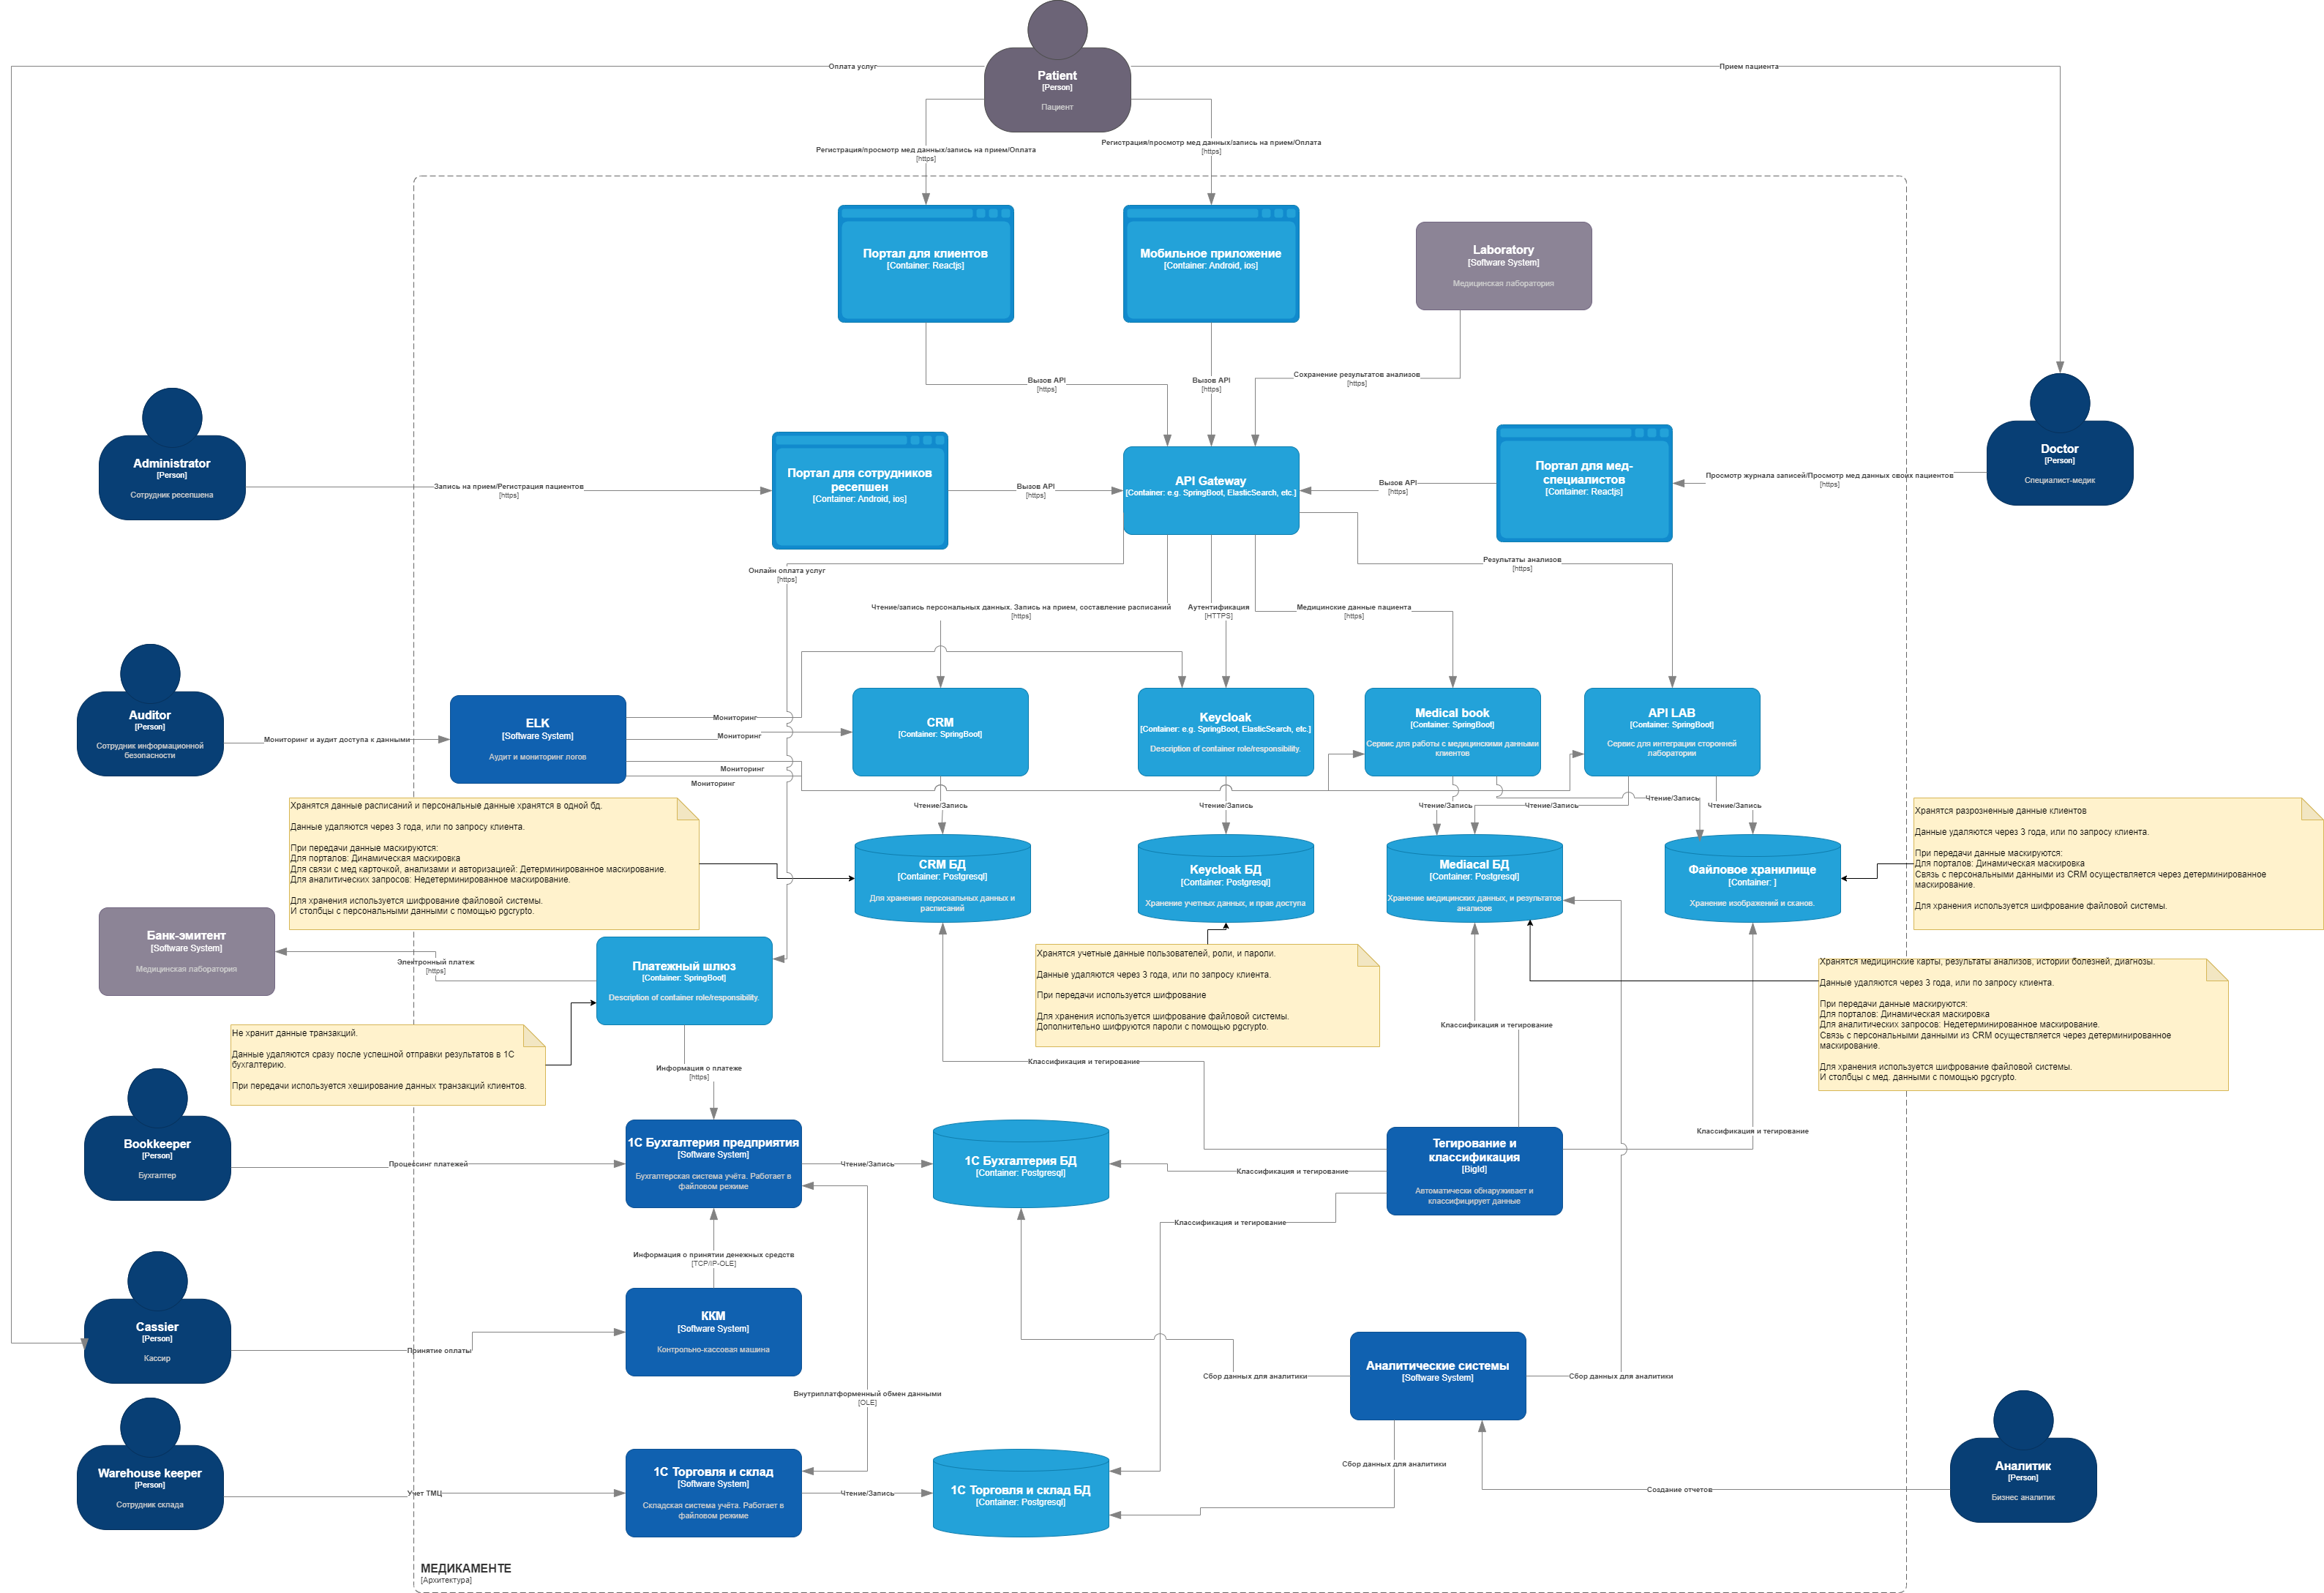 Patient
[Person]
Пациент
Оплата услуг
Прием пациента
Регистрация/просмотр мед данных/запись на прием/Оплата
[https]
Регистрация/просмотр мед данных/запись на прием/Оплата
[https]
Портал для клиентов
[Container: Reactjs]
Мобильное приложение
[Container: Android, ios]
Laboratory
[Software System]
Медицинская лаборатория
Вызов API
[https]
Вызов API
[https]
Сохранение результатов анализов
[https]
Administrator
[Person]
Сотрудник ресепшена
Запись на прием/Регистрация пациентов
[https]
Портал для сотрудников
ресепшен
[Container: Android, ios]
Вызов API
[https]
API Gateway
[Container: e.g. SpringBoot, ElasticSearch, etc.]
Вызов API
[https]
Портал для мед-
специалистов
[Container: Reactjs]
Просмотр журнала записей/Просмотр мед данных своих пациентов
[https]
Doctor
[Person]
Специалист-медик
Онлайн оплата услуг
[https]
Результаты анализов
[https]
Чтение/запись персональных данных. Запись на прием, составление расписаний
[https]
Аутентификация
[HTTPS]
Медицинские данные пациента
[https]
Auditor
[Person]
Сотрудник информационной
безопасности
Мониторинг и аудит доступа к данными
ELK
[Software System]
Аудит и мониторинг логов
Мониторинг
Мониторинг
Мониторинг
Мониторинг
CRM
[Container: SpringBoot]
Keycloak
[Container: e.g. SpringBoot, ElasticSearch, etc.]
Description of container role/responsibility.
Medical book
[Container: SpringBoot]
Сервис для работы с медицинскими данными
клиентов
API LAB
[Container: SpringBoot]
Сервис для интеграции сторонней
лаборатории
Чтение/Запись
Чтение/Запись
Чтение/Запись
Чтение/Запись
Чтение/Запись
Чтение/Запись
Хранятся данные расписаний и персональные данные хранятся в одной бд.
Данные удаляются через 3 года, или по запросу клиента.
При передачи данные маскируются:
Для порталов: Динамическая маскировка
Для связи с мед карточкой, анализами и авторизацией: Детерминированное маскирование.
Для аналитических запросов: Недетерминированное маскирование.
Для хранения используется шифрование файловой системы.
И столбцы с персональными данными с помощью pgcrypto.
CRM БД
[Container: Postgresql]
Для хранения персональных данных и
расписаний
Keycloak БД
[Container: Postgresql]
Хранение учетных данных, и прав доступа
Mediacal БД
[Container: Postgresql]
Хранение медицинских данных, и результатов
анализов
Файловое хранилище
[Container: ]
Хранение изображений и сканов.
Хранятся разрозненные данные клиентов
Данные удаляются через 3 года, или по запросу клиента.
При передачи данные маскируются:
Для порталов: Динамическая маскировка
Связь с персональными данными из CRM осуществляется через детерминированное
маскирование.
Для хранения используется шифрование файловой системы.
Банк-эмитент
[Software System]
Медицинская лаборатория
Электронный платеж
[https]
Платежный шлюз
[Container: SpringBoot]
Description of container role/responsibility.
Хранятся учетные данные пользователей, роли, и пароли.
Данные удаляются через 3 года, или по запросу клиента.
При передачи используется шифрование
Для хранения используется шифрование файловой системы.
Дополнительно шифруются пароли с помощью pgcrypto.
Хранятся медицинские карты, результаты анализов, истории болезней, диагнозы.
Данные удаляются через 3 года, или по запросу клиента.
При передачи данные маскируются:
Для порталов: Динамическая маскировка
Для аналитических запросов: Недетерминированное маскирование.
Связь с персональными данными из CRM осуществляется через детерминированное
маскирование.
Для хранения используется шифрование файловой системы.
И столбцы с мед. данными с помощью pgcrypto.
Не хранит данные транзакций.
Данные удаляются сразу после успешной отправки результатов в 1С
бухгалтерию.
При передачи используется хеширование данных транзакций клиентов.
Информация о платеже
[https]
Классификация и тегирование
Классификация и тегирование
Классификация и тегирование
Bookkeeper
[Person]
Бухгалтер
Процессинг платежей
1С Бухгалтерия предприятия
[Software System]
Бухгалтерская система учёта. Работает в
файловом режиме
Чтение/Запись
1С Бухгалтерия БД
[Container: Postgresql]
Классификация и тегирование
Классификация и тегирование
Тегирование и
классификация
[BigId]
Автоматически обнаруживает и
классифицирует данные
Информация о принятии денежных средств
[TCP/IP-OLE]
Cassier
[Person]
Кассир
Принятие оплаты
ККМ
[Software System]
Контрольно-кассовая машина
Внутриплатформенный обмен данными
[OLE]
Сбор данных для аналитики
Аналитические системы
[Software System]
Сбор данных для аналитики
Сбор данных для аналитики
Warehouse keeper
[Person]
Сотрудник склада
Учет ТМЦ
1С Торговля и склад
[Software System]
Складская система учёта. Работает в
файловом режиме
Чтение/Запись
1С Торговля и склад БД
[Container: Postgresql]
Создание отчетов
Аналитик
[Person]
Бизнес аналитик
МЕДИКАМЕНТЕ
[Архитектура]